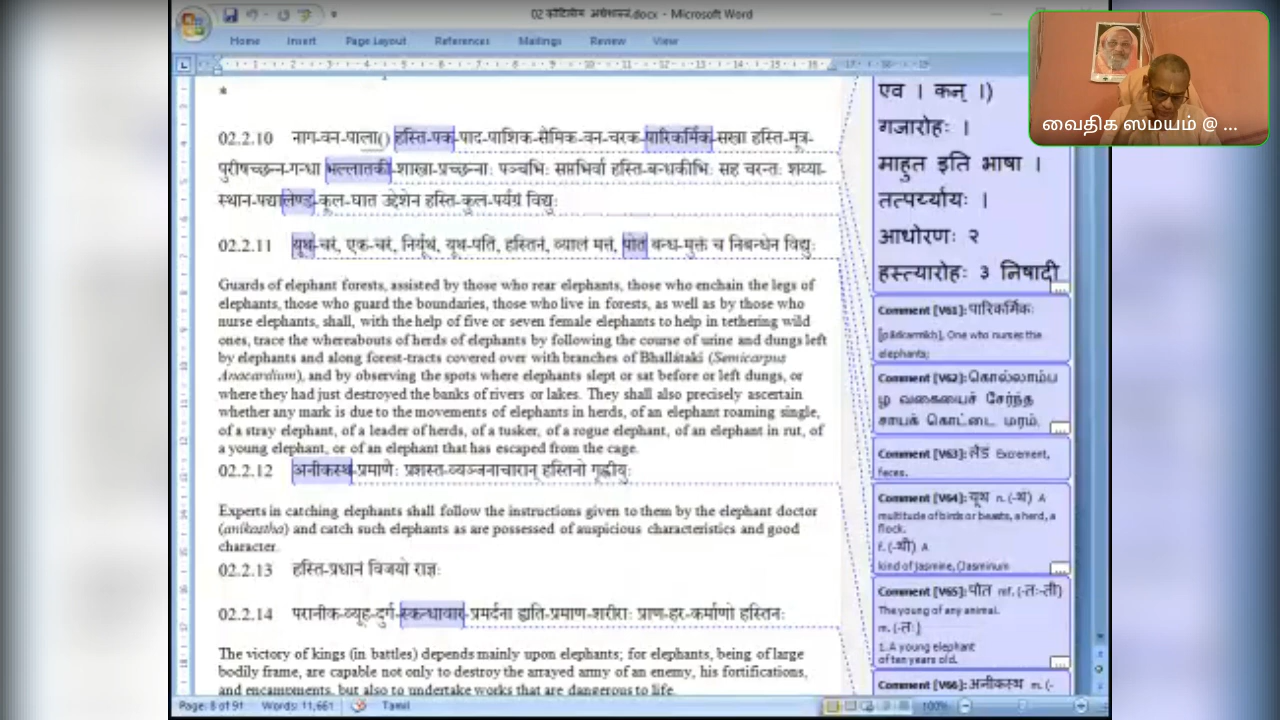 02 कौटिलीय अर्थशास्त्र.docx - Microsoft Word
Home Insert Page Layout References Mailings Review View
*
02.2.10 नाग-वन-पाला() हस्ति-पक-पाद-पाशिक-सैमिक-वन-चरक-पारिकर्मिक-सखा हस्ति-मूत्र-
पुरीषच्छन्न-गन्धा भल्लातकी-शाखा-प्रच्छन्नाः पञ्चभिः सप्तभिर्वा हस्ति-बन्धकीभिः सह चरन्तः शय्या-
स्थान-पद्यालेण्ड-कूल-घात उद्देशेन हस्ति-कुल-पर्यग्रं विद्युः
02.2.11 यूथ-चरं, एक-चरं, निर्यूथं, यूथ-पतिं, हस्तिनं, व्यालं मत्तं, पोतं बन्ध-मुक्तं च निबन्धेन विद्युः
Guards of elephant forests, assisted by those who rear elephants, those who enchain the legs of
elephants, those who guard the boundaries, those who live in forests, as well as by those who
nurse elephants, shall, with the help of five or seven female elephants to help in tethering wild
ones, trace the whereabouts of herds of elephants by following the course of urine and dungs left
by elephants and along forest-tracts covered over with branches of Bhallátaki (Semicarpus
Anacardium), and by observing the spots where elephants slept or sat before or left dungs, or
where they had just destroyed the banks of rivers or lakes. They shall also precisely ascertain
whether any mark is due to the movements of elephants in herds, of an elephant roaming single,
of a stray elephant, of a leader of herds, of a tusker, of a rogue elephant, of an elephant in rut, of
a young elephant, or of an elephant that has escaped from the cage.
02.2.12 अनीकस्थ-प्रमाणैः प्रशस्त-व्यञ्जनाचारान् हस्तिनो गृह्णीयुः
Experts in catching elephants shall follow the instructions given to them by the elephant doctor
(aníkastha) and catch such elephants as are possessed of auspicious characteristics and good
character.
02.2.13 हस्ति-प्रधानं विजयो राज्ञः
02.2.14 परानीक-व्यूह-दुर्ग-स्कन्धावार-प्रमर्दना ह्यति-प्रमाण-शरीराः प्राण-हर-कर्माणो हस्तिनः
The victory of kings (in battles) depends mainly upon elephants; for elephants, being of large
bodily frame, are capable not only to destroy the arrayed army of an enemy, his fortifications,
and encampments, but also to undertake works that are dangerous to life.
एव । कन् ।)
गजारोहः ।
माहुत इति भाषा ।
तत्पर्य्यायः ।
आधोरणः २
हस्त्यारोहः ३ निषादी
Comment [V61]: पारिकर्मिकः
[pārikarmikḥ], One who nurses the
elephants;
Comment [V62]: கொல்லாம்ப
ழ வகையைச் சேர்ந்த
சாயக் கொட்டை மரம்.
Comment [V63]: लेंड Excrement,
feces.
Comment [V64]: यूथ n. (-थं) A
multitude of birds or beasts, a herd, a
flock.
f. (-थी) A
kind of jasmine, (Jasminum
Comment [V65]: पोत mf. (-तः-ती)
The young of any animal.
m. (-तः)
1. A young elephant
of ten years old.
Comment [V66]: अनीकस्थ m. (-
Page: 8 of 91 Words: 11,661 Tamil 100%
வைதிக ஸமயம் @ ...